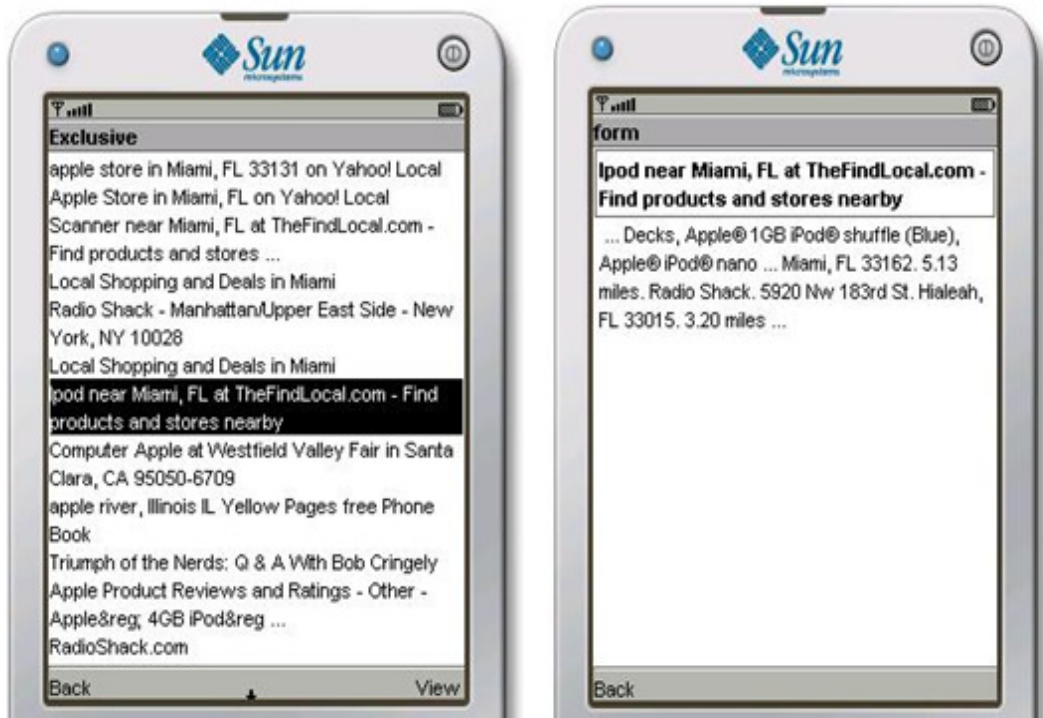 Sun
microsystems
Exclusive
apple store in Miami, FL 33131 on Yahoo! Local
Apple Store in Miami, FL on Yahoo! Local
Scanner near Miami, FL at TheFindLocal.com -
Find products and stores ...
Local Shopping and Deals in Miami
Radio Shack - Manhattan/Upper East Side - New
York, NY 10028
Local Shopping and Deals in Miami
Ipod near Miami, FL at TheFindLocal.com - Find
products and stores nearby
Computer Apple at Westfield Valley Fair in Santa
Clara, CA 95050-6709
apple river, Illinois IL Yellow Pages free Phone
Book
Triumph of the Nerds: Q & A With Bob Cringely
Apple Product Reviews and Ratings - Other -
Apple&reg; 4GB iPod&reg ...
RadioShack.com
Back View
Sun
microsystems
form
Ipod near Miami, FL at TheFindLocal.com -
Find products and stores nearby
... Decks, Apple® 1GB iPod® shuffle (Blue),
Apple® iPod® nano ... Miami, FL 33162. 5.13
miles. Radio Shack. 5920 Nw 183rd St. Hialeah,
FL 33015. 3.20 miles ...
Back